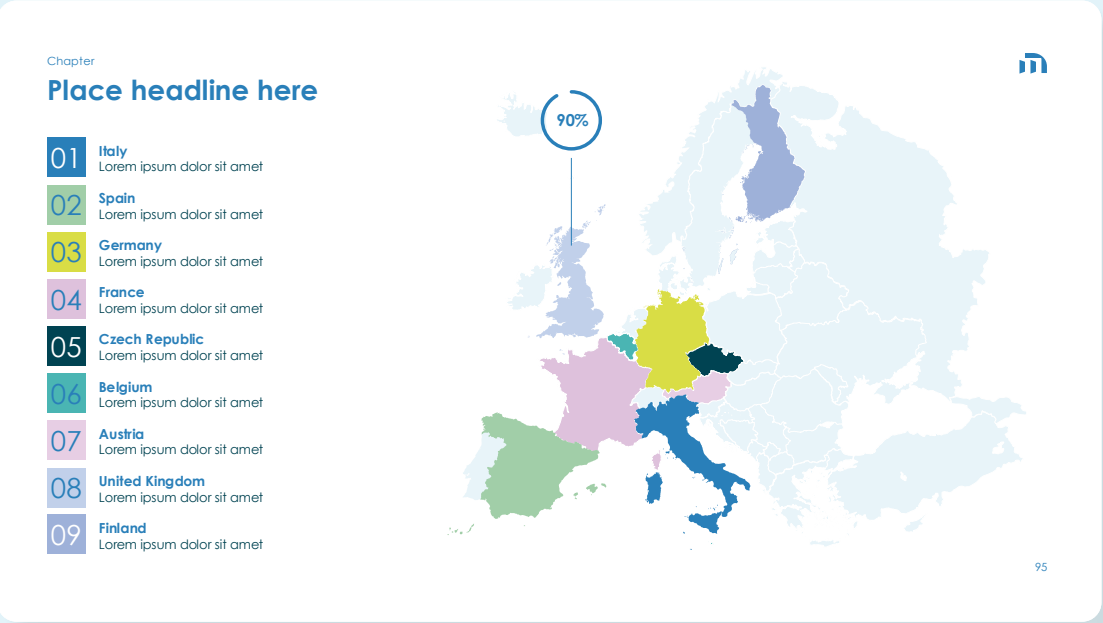 Chapter
Place headline here
90%
01
Italy
Lorem ipsum dolor sit amet
02
Spain
Lorem ipsum dolor sit amet
03
Germany
Lorem ipsum dolor sit amet
04
France
Lorem ipsum dolor sit amet
05
Czech Republic
Lorem ipsum dolor sit amet
06
Belgium
Lorem ipsum dolor sit amet
07
Austria
Lorem ipsum dolor sit amet
08
United Kingdom
Lorem ipsum dolor sit amet
09
Finland
Lorem ipsum dolor sit amet
95